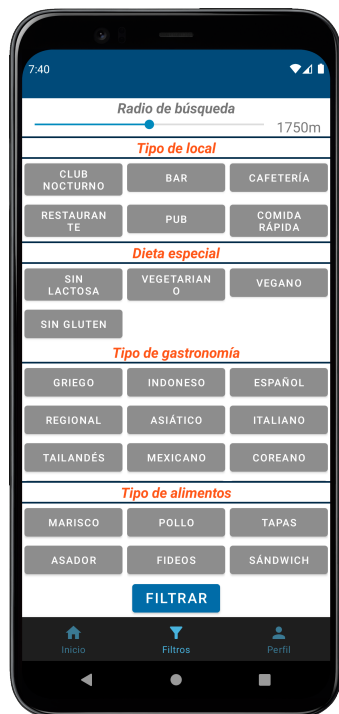 7:40
Radio de búsqueda
1750m
Tipo de local
CLUB NOCTURNO
BAR
CAFETERÍA
RESTAURAN
TE
PUB
COMIDA RÁPIDA
Dieta especial
SIN LACTOSA
VEGETARIAN
O
VEGANO
SIN GLUTEN
Tipo de gastronomía
GRIEGO
INDONESO
ESPAÑOL
REGIONAL
ASIÁTICO
ITALIANO
TAILANDÉS
MEXICANO
COREANO
Tipo de alimentos
MARISCO
POLLO
TAPAS
ASADOR
FIDEOS
SÁNDWICH
FILTRAR
Inicio
Filtros
Perfil